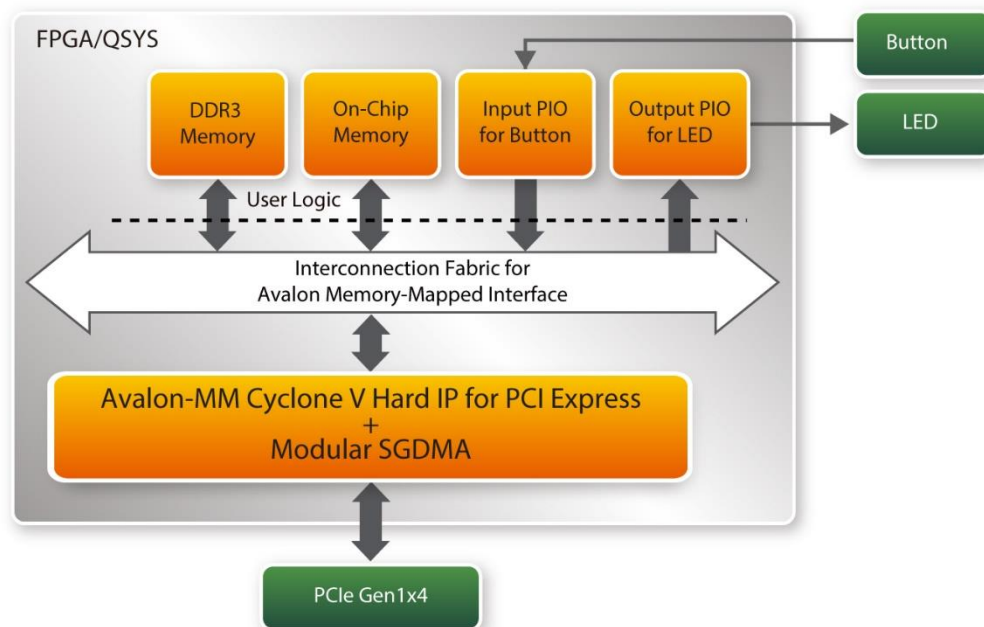 FPGA/QSYS
Button
LED
DDR3
Memory
On-Chip
Memory
Input PIO
for Button
Output PIO
for LED
User Logic
Interconnection Fabric for
Avalon Memory-Mapped Interface
Avalon-MM Cyclone V Hard IP for PCI Express
+
Modular SGDMA
PCIe Gen1x4